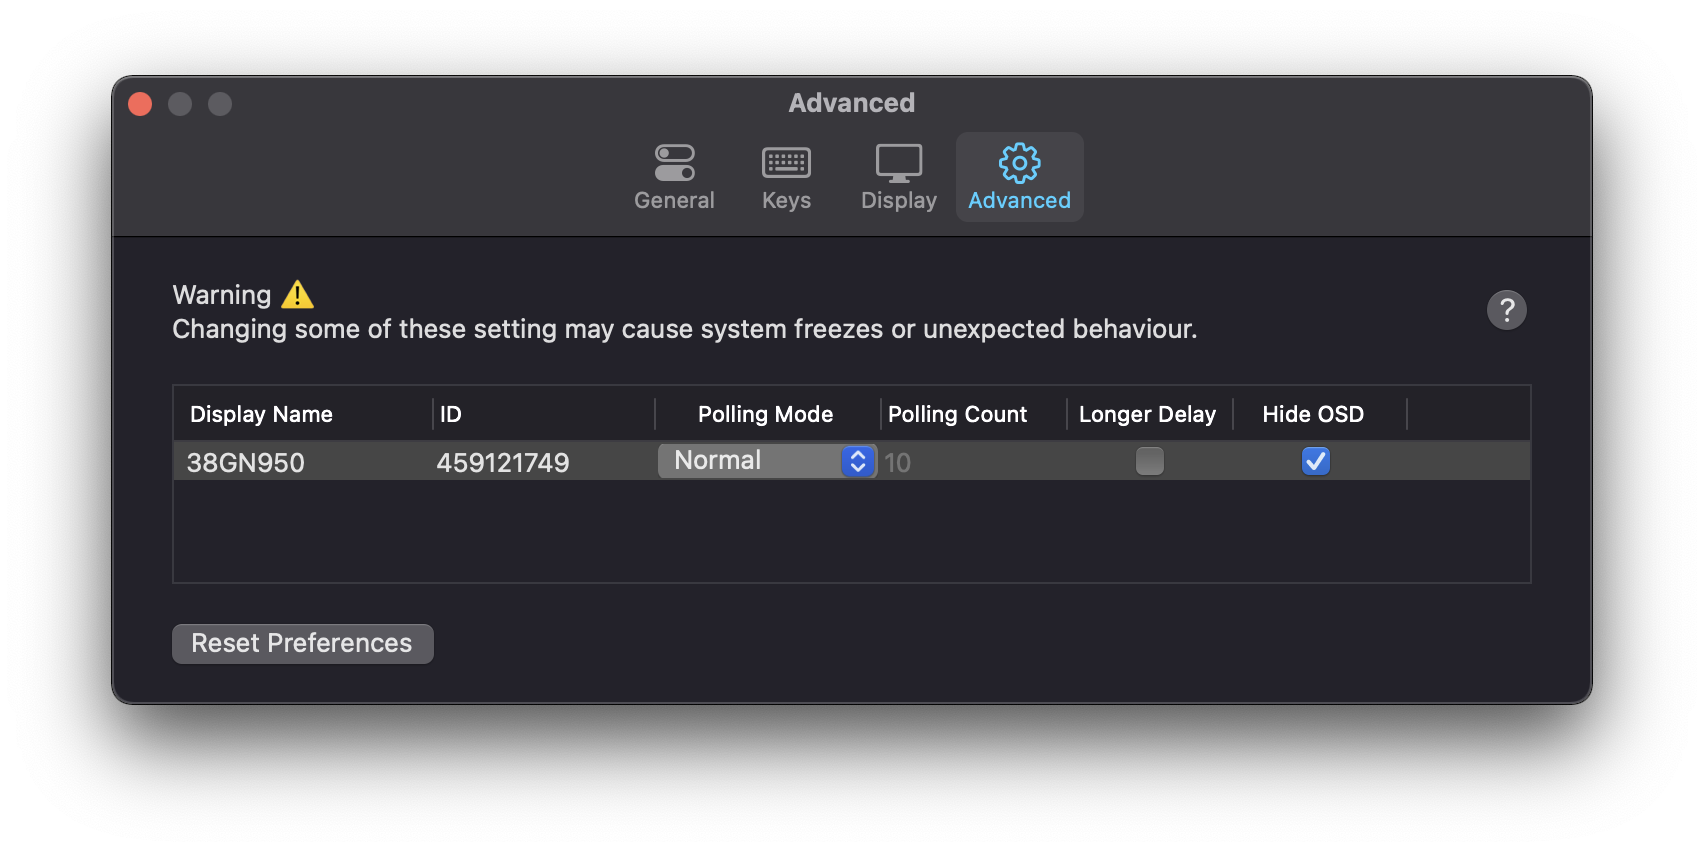 Advanced
General Keys Display Advanced
Warning ⚠️
Changing some of these setting may cause system freezes or unexpected behaviour.
?
Display Name ID Polling Mode Polling Count Longer Delay Hide OSD
38GN950 459121749 Normal 10
Reset Preferences